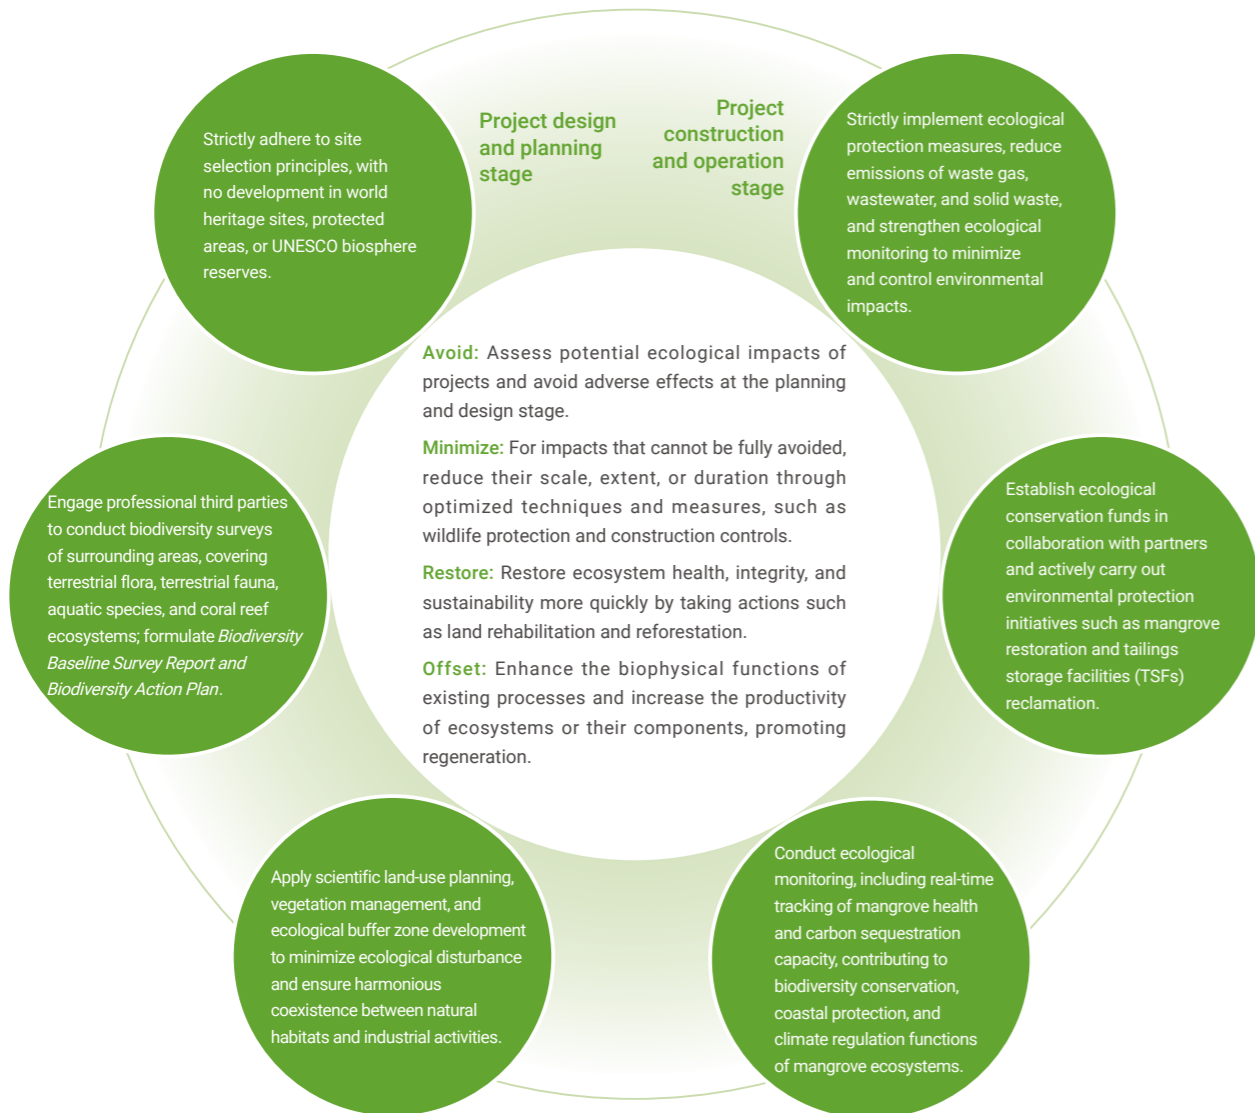 Project design
and planning
stage
Strictly adhere to site
selection principles, with
no development in world
heritage sites, protected
areas, or UNESCO biosphere
reserves.
Engage professional third parties
to conduct biodiversity surveys
of surrounding areas, covering
terrestrial flora, terrestrial fauna,
aquatic species, and coral reef
ecosystems; formulate Biodiversity
Baseline Survey Report and
Biodiversity Action Plan.
Apply scientific land-use planning,
vegetation management, and
ecological buffer zone development
to minimize ecological disturbance
and ensure harmonious
coexistence between natural
habitats and industrial activities.
Project
construction
and operation
stage
Strictly implement ecological
protection measures, reduce
emissions of waste gas,
wastewater, and solid waste,
and strengthen ecological
monitoring to minimize
and control environmental
impacts.
Establish ecological
conservation funds in
collaboration with partners
and actively carry out
environmental protection
initiatives such as mangrove
restoration and tailings
storage facilities (TSFs)
reclamation.
Conduct ecological
monitoring, including real-time
tracking of mangrove health
and carbon sequestration
capacity, contributing to
biodiversity conservation,
coastal protection, and
climate regulation functions
of mangrove ecosystems.
Avoid: Assess potential ecological impacts of
projects and avoid adverse effects at the planning
and design stage.
Minimize: For impacts that cannot be fully avoided,
reduce their scale, extent, or duration through
optimized techniques and measures, such as
wildlife protection and construction controls.
Restore: Restore ecosystem health, integrity, and
sustainability more quickly by taking actions such
as land rehabilitation and reforestation.
Offset: Enhance the biophysical functions of
existing processes and increase the productivity
of ecosystems or their components, promoting
regeneration.